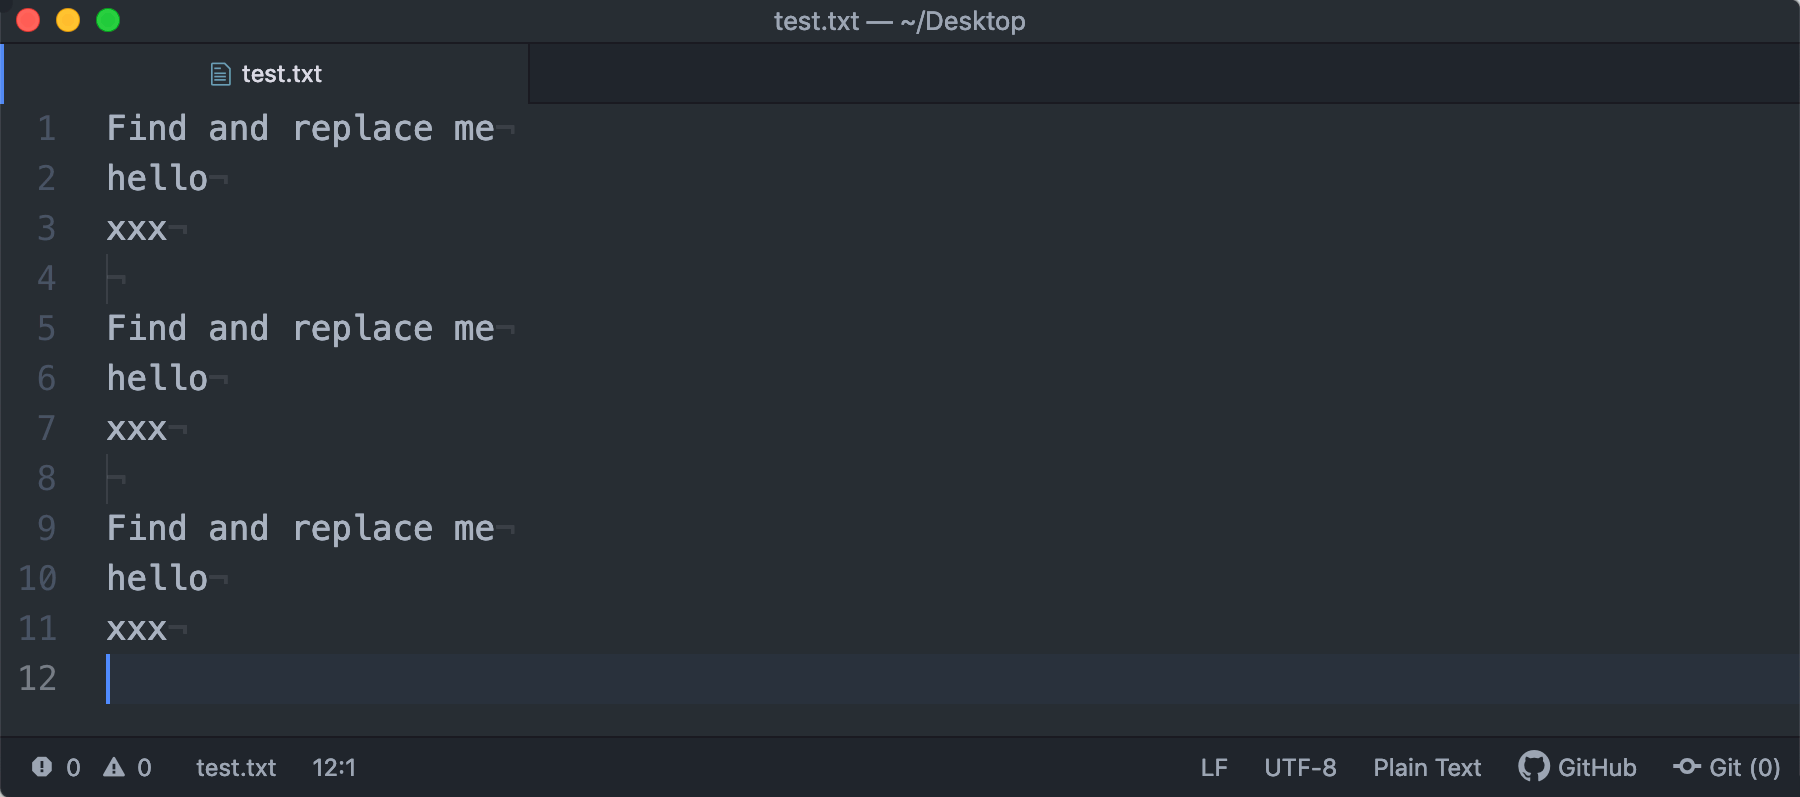 test.txt — ~/Desktop
test.txt
1 Find and replace me¬
2 hello¬
3 xxx¬
4 ¬
5 Find and replace me¬
6 hello¬
7 xxx¬
8 ¬
9 Find and replace me¬
10 hello¬
11 xxx¬
12
0 0 test.txt 12:1 LF UTF-8 Plain Text GitHub Git (0)